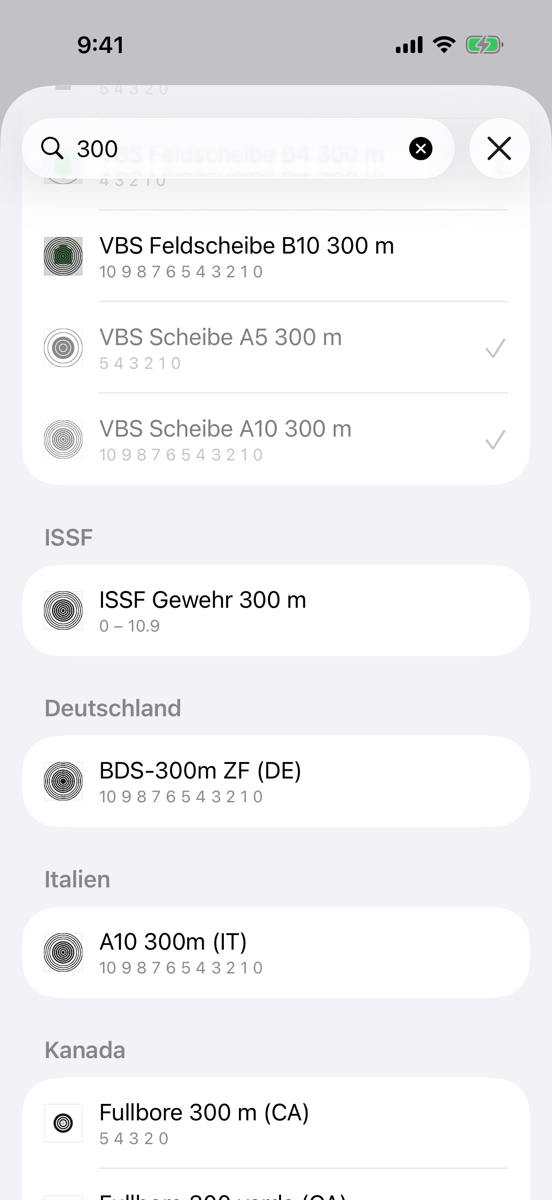 9:41
5 4 3 2 0
300
VBS Feldscheibe B4 300 m
4 3 2 1 0
VBS Feldscheibe B10 300 m
10 9 8 7 6 5 4 3 2 1 0
VBS Scheibe A5 300 m
5 4 3 2 1 0
VBS Scheibe A10 300 m
10 9 8 7 6 5 4 3 2 1 0
ISSF
ISSF Gewehr 300 m
0 – 10.9
Deutschland
BDS-300m ZF (DE)
10 9 8 7 6 5 4 3 2 1 0
Italien
A10 300m (IT)
10 9 8 7 6 5 4 3 2 1 0
Kanada
Fullbore 300 m (CA)
5 4 3 2 0
Fullbore 300 yards (CA)